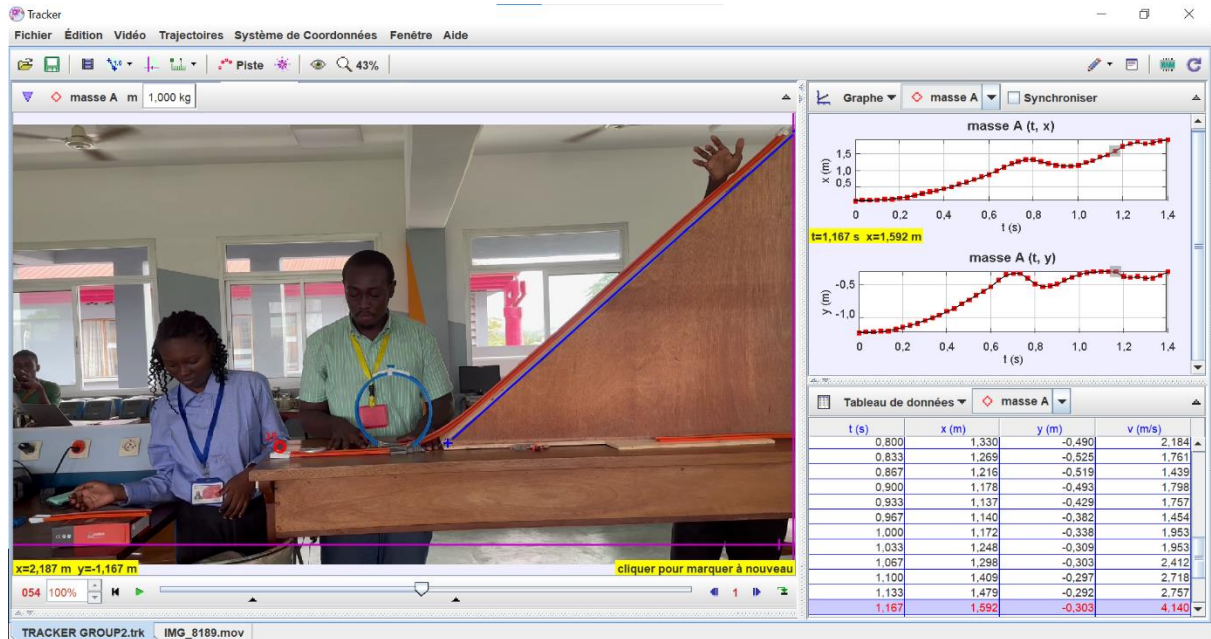 Tracker
Fichier Édition Vidéo Trajectoires Système de Coordonnées Fenêtre Aide
Piste 43%
masse A m 1,000 kg
Graphe masse A Synchroniser
masse A (t, x)
x (m)
1,5
1,0
0,5
0 0,2 0,4 0,6 0,8 1,0 1,2 1,4
t (s)
t=1,167 s x=1,592 m
masse A (t, y)
y (m)
-0,5
-1,0
0 0,2 0,4 0,6 0,8 1,0 1,2 1,4
t (s)
Tableau de données masse A
t (s) x (m) y (m) v (m/s)
0,800 1,330 -0,490 2,184
0,833 1,269 -0,525 1,761
0,867 1,216 -0,519 1,439
0,900 1,178 -0,493 1,798
0,933 1,137 -0,429 1,757
0,967 1,140 -0,382 1,454
1,000 1,172 -0,338 1,953
1,033 1,248 -0,309 1,953
1,067 1,298 -0,303 2,412
1,100 1,409 -0,297 2,718
1,133 1,479 -0,292 2,757
1,167 1,592 -0,303 4,140
x=2,187 m y=-1,167 m
cliquer pour marquer à nouveau
054 100% 1
TRACKER GROUP2.trk IMG_8189.mov